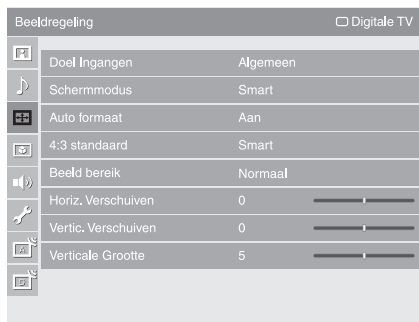 Beeldregeling Digitale TV
Doel Ingangen Algemeen
Schermmodus Smart
Auto formaat Aan
4:3 standaard Smart
Beeld bereik Normaal
Horiz. Verschuiven 0
Vertic. Verschuiven 0
Verticale Grootte 5